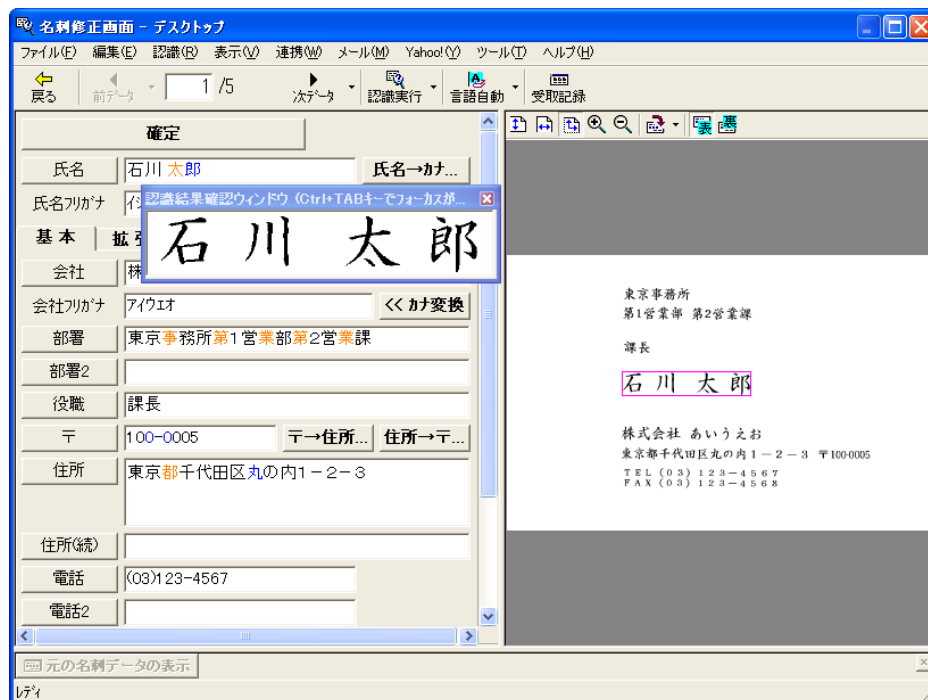 名刺修正画面 - デスクトップ
ファイル(F) 編集(E) 認識(R) 表示(V) 連携(W) メール(M) Yahoo!(Y) ツール(T) ヘルプ(H)
戻る 前データ 1 /5 次データ 認識実行 言語自動 受取記録
確定
氏名 石川 太郎 氏名→カナ...
氏名フリガナ
認識結果確認ウィンドウ (Ctrl+TABキーでフォーカスが...
石川 太郎
基本
会社 株
会社フリガナ アイウエオ << カナ変換
部署 東京事務所第1営業部第2営業課
部署2
役職 課長
〒 100-0005 〒→住所... 住所→〒...
住所 東京都千代田区丸の内1-2-3
住所(続)
電話 (03)123-4567
電話2
元の名刺データの表示
レディ
表 裏
東京事務所
第1営業部 第2営業課
課長
石川 太郎
株式会社 あいうえお
東京都千代田区丸の内1-2-3 〒100-0005
TEL (03) 123-4567
FAX (03) 123-4568